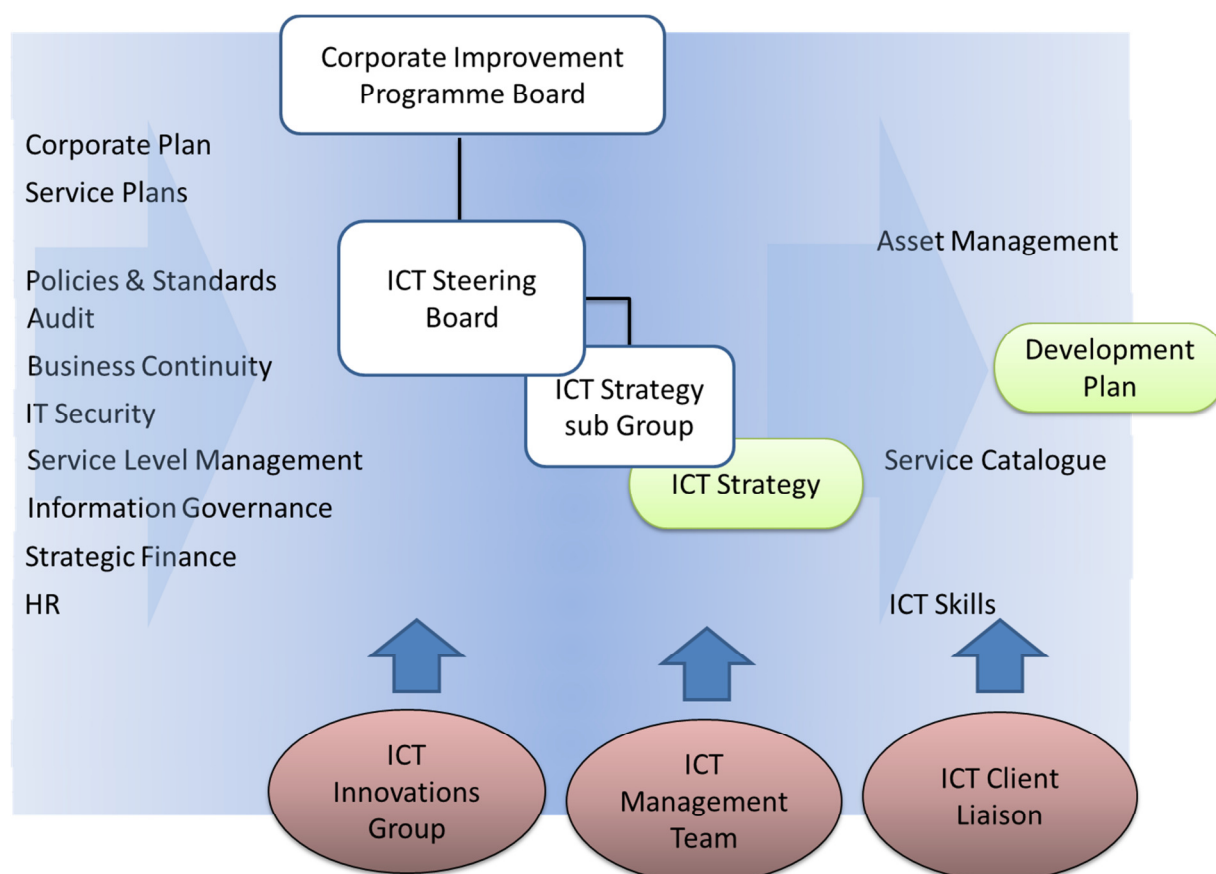 Corporate Improvement
Programme Board
Corporate Plan
Service Plans
Policies & Standards
Audit
Business Continuity
IT Security
Service Level Management
Information Governance
Strategic Finance
HR
ICT Steering
Board
ICT Strategy
sub Group
ICT Strategy
Asset Management
Development
Plan
Service Catalogue
ICT Skills
ICT
Innovations
Group
ICT
Management
Team
ICT Client
Liaison